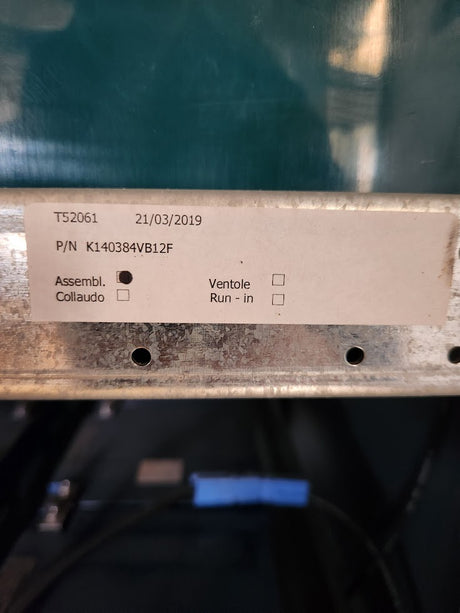 T52061 21/03/2019
P/N K140384VB12F
Assembl. Ventole
Collaudo Run - in